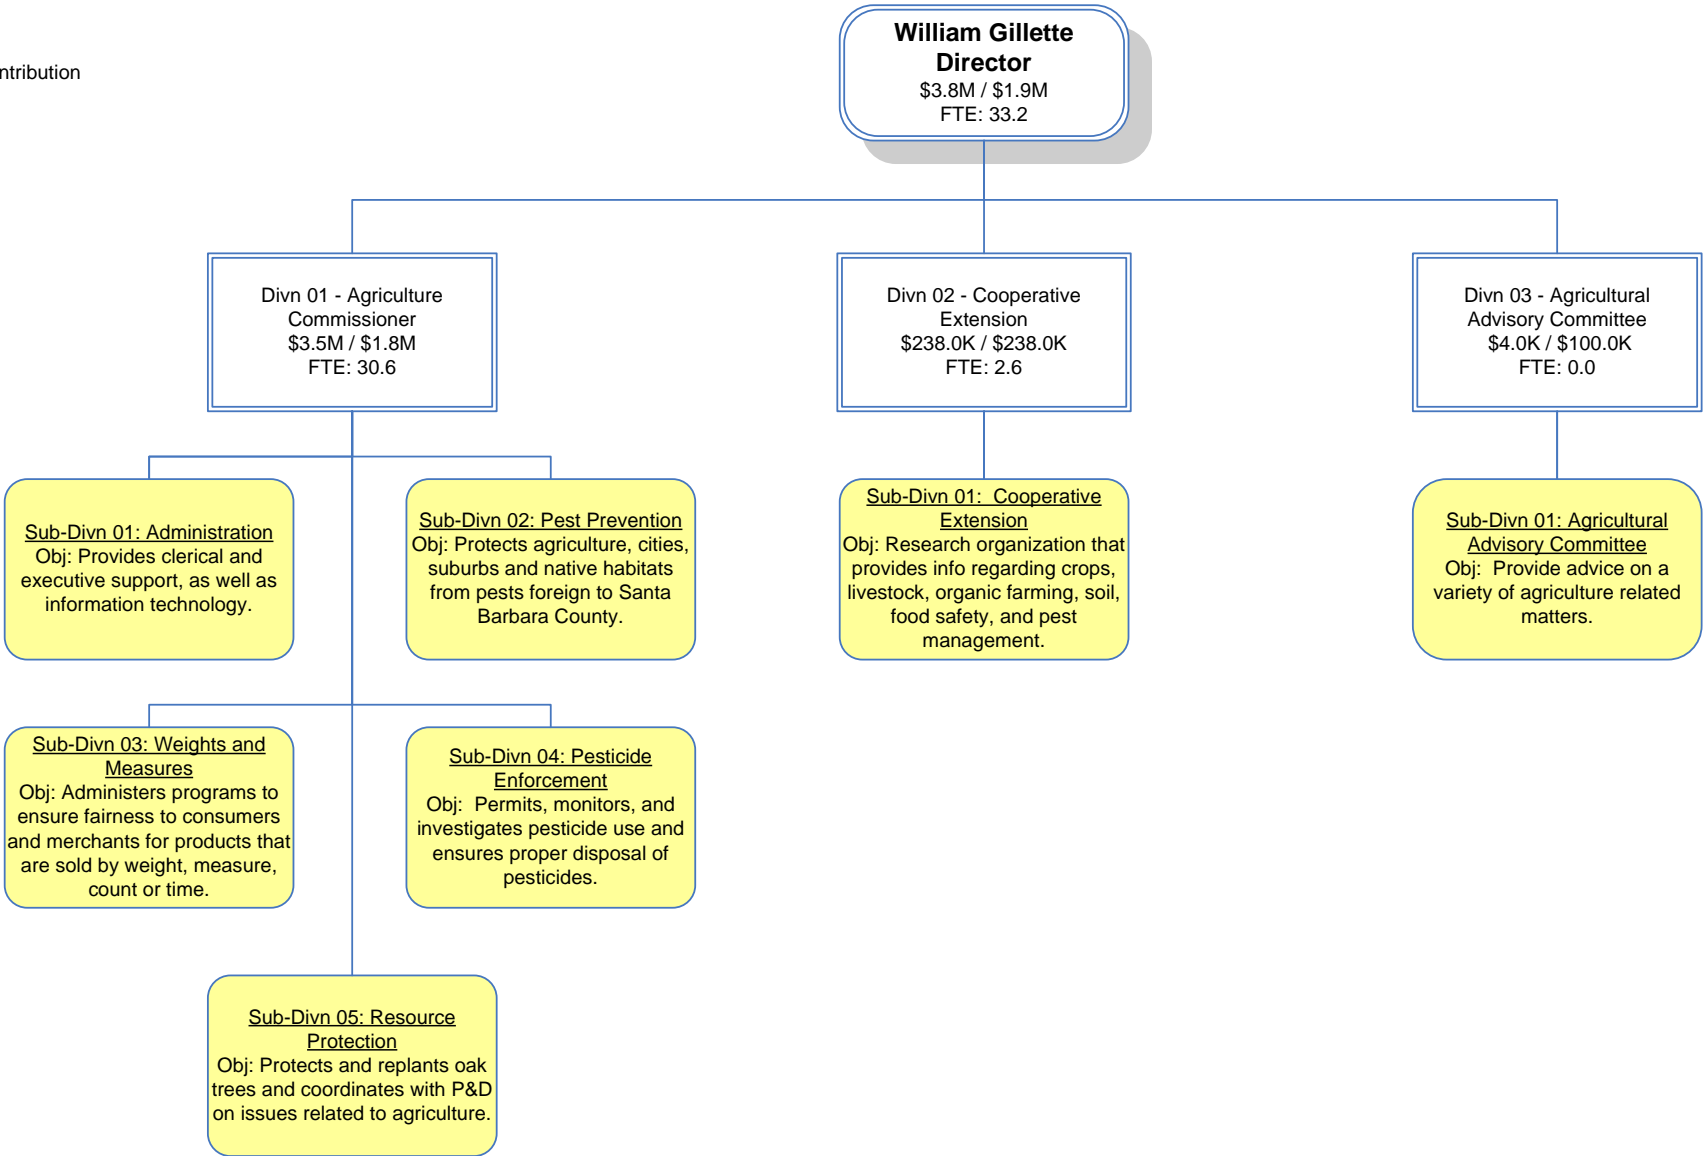 William Gillette
Director
$3.8M / $1.9M
FTE: 33.2
ntribution
Divn 01 - Agriculture
Commissioner
$3.5M / $1.8M
FTE: 30.6
Divn 02 - Cooperative
Extension
$238.0K / $238.0K
FTE: 2.6
Divn 03 - Agricultural
Advisory Committee
$4.0K / $100.0K
FTE: 0.0
Sub-Divn 01: Administration
Obj: Provides clerical and
executive support, as well as
information technology.
Sub-Divn 02: Pest Prevention
Obj: Protects agriculture, cities,
suburbs and native habitats
from pests foreign to Santa
Barbara County.
Sub-Divn 01:  Cooperative
Extension
Obj: Research organization that
provides info regarding crops,
livestock, organic farming, soil,
food safety, and pest
management.
Sub-Divn 01: Agricultural
Advisory Committee
Obj:  Provide advice on a
variety of agriculture related
matters.
Sub-Divn 03: Weights and
Measures
Obj: Administers programs to
ensure fairness to consumers
and merchants for products that
are sold by weight, measure,
count or time.
Sub-Divn 04: Pesticide
Enforcement
Obj:  Permits, monitors, and
investigates pesticide use and
ensures proper disposal of
pesticides.
Sub-Divn 05: Resource
Protection
Obj: Protects and replants oak
trees and coordinates with P&D
on issues related to agriculture.